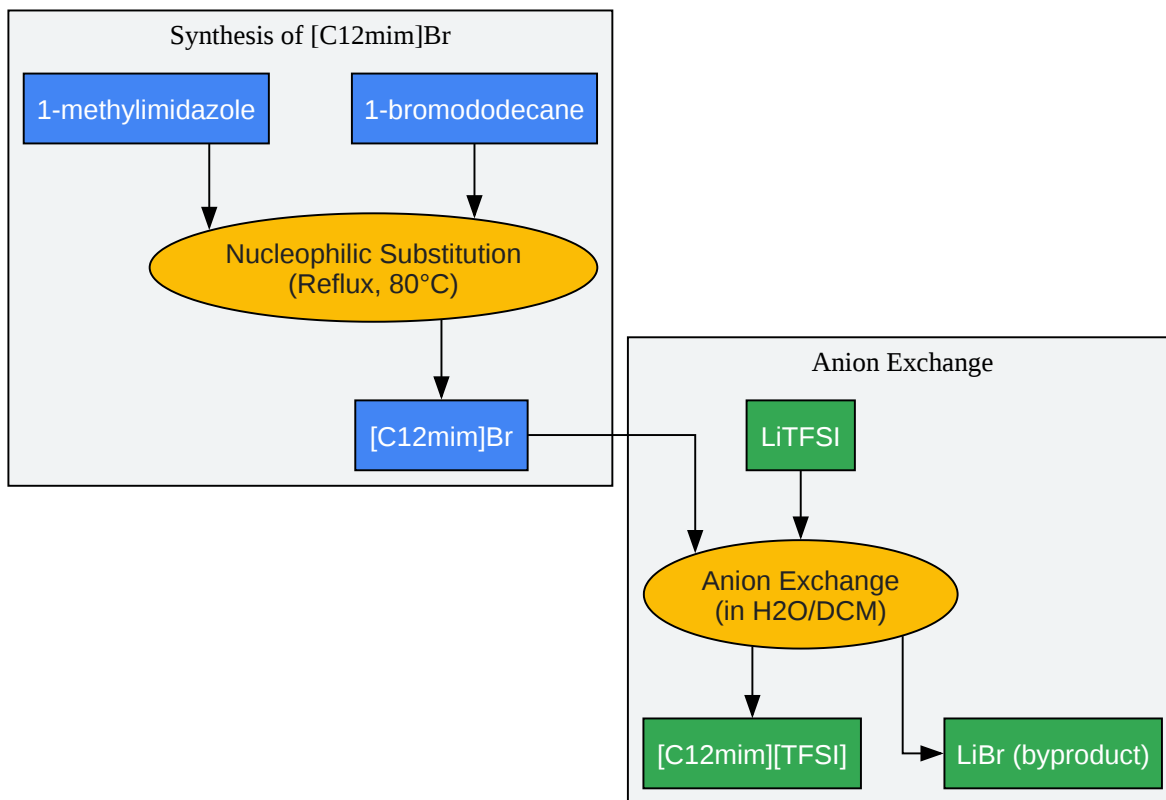 Synthesis of [C12mim]Br
1-methylimidazole
1-bromododecane
Nucleophilic Substitution
(Reflux, 80°C)
[C12mim]Br
Anion Exchange
LiTFSI
Anion Exchange
(in H2O/DCM)
[C12mim][TFSI]
LiBr (byproduct)